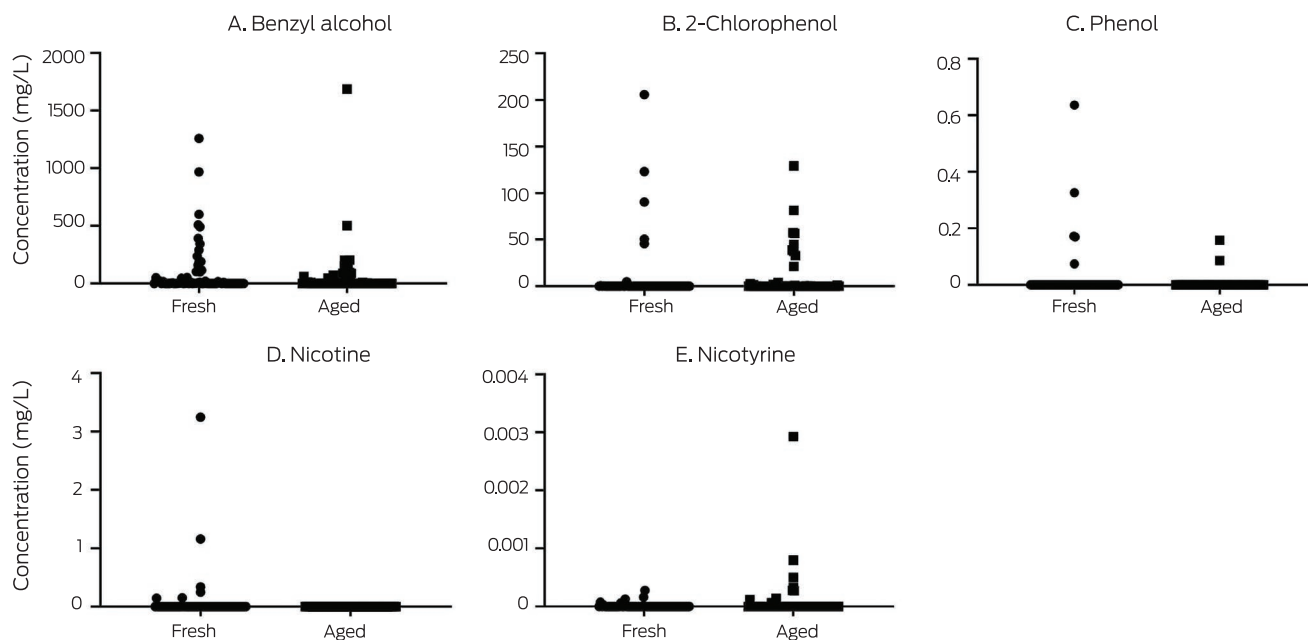 A. Benzyl alcohol
Concentration (mg/L)
2000
1500
1000
500
0
Fresh
Aged
B. 2-Chlorophenol
250
200
150
100
50
0
Fresh
Aged
C. Phenol
0.8
0.6
0.4
0.2
0
Fresh
Aged
D. Nicotine
Concentration (mg/L)
4
3
2
1
0
Fresh
Aged
E. Nicotyrine
0.004
0.003
0.002
0.001
0
Fresh
Aged